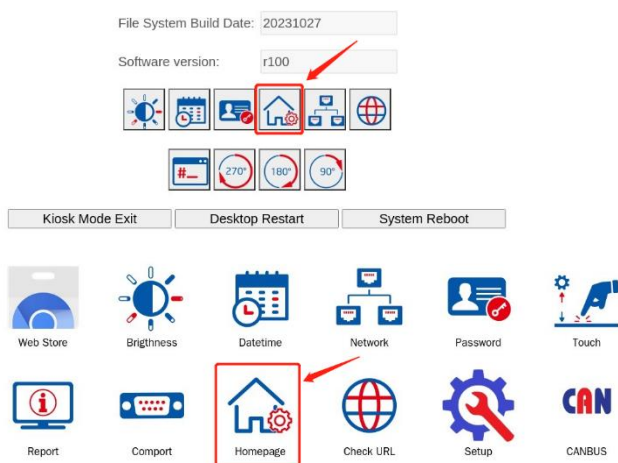 File System Build Date: 20231027
Software version: r100
#_ 270° 180° 90°
Kiosk Mode Exit Desktop Restart System Reboot
Web Store Brigthness Datetime Network Password Touch
CAN
Report Comport Homepage Check URL Setup CANBUS